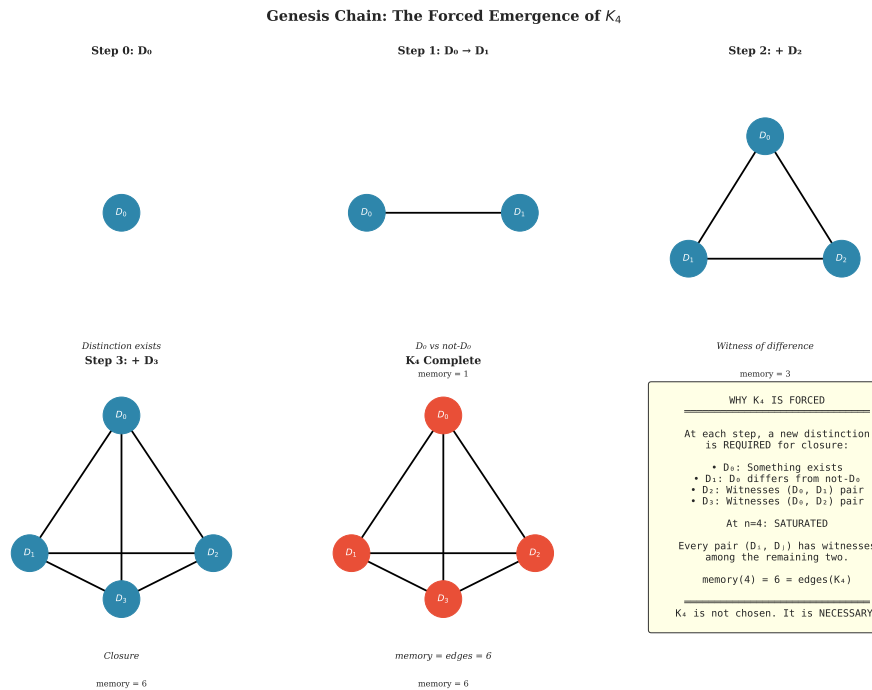 Genesis Chain: The Forced Emergence of K₄
Step 0: D₀
Step 1: D₀ → D₁
Step 2: + D₂
D₀
D₀
D₁
D₀
D₁
D₂
Distinction exists
D₀ vs not-D₀
memory = 1
Witness of difference
memory = 3
Step 3: + D₃
D₀
D₁
D₂
D₃
Closure
memory = 6
K₄ Complete
D₀
D₁
D₂
D₃
memory = edges = 6
memory = 6
WHY K₄ IS FORCED
At each step, a new distinction
is REQUIRED for closure:
• D₀: Something exists
• D₁: D₀ differs from not-D₀
• D₂: Witnesses (D₀, D₁) pair
• D₃: Witnesses (D₀, D₂) pair
At n=4: SATURATED
Every pair (Dᵢ, Dⱼ) has witnesses
among the remaining two.
memory(4) = 6 = edges(K₄)
K₄ is not chosen. It is NECESSARY